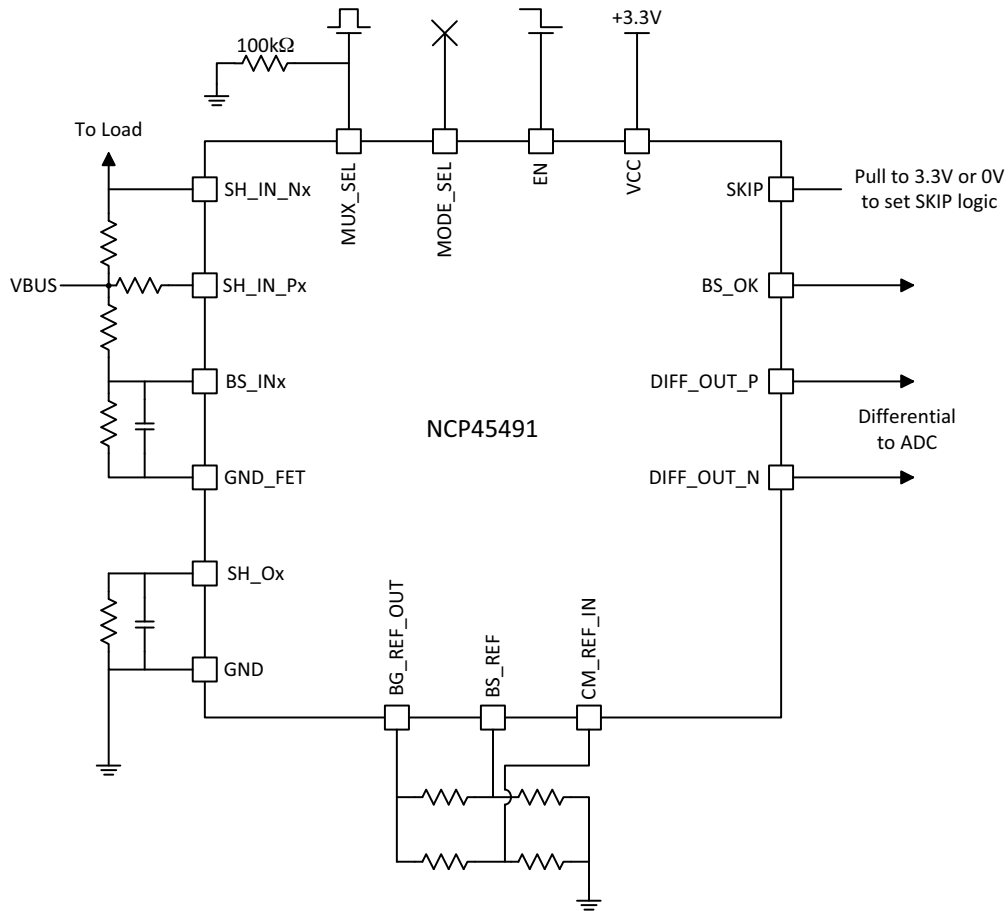 +3.3V
100kΩ
To Load
MUX_SEL
MODE_SEL
EN
VCC
SH_IN_Nx
SKIP
Pull to 3.3V or 0V
to set SKIP logic
VBUS
SH_IN_Px
BS_OK
BS_INx
DIFF_OUT_P
NCP45491
Differential
to ADC
GND_FET
DIFF_OUT_N
SH_Ox
GND
BG_REF_OUT
BS_REF
CM_REF_IN